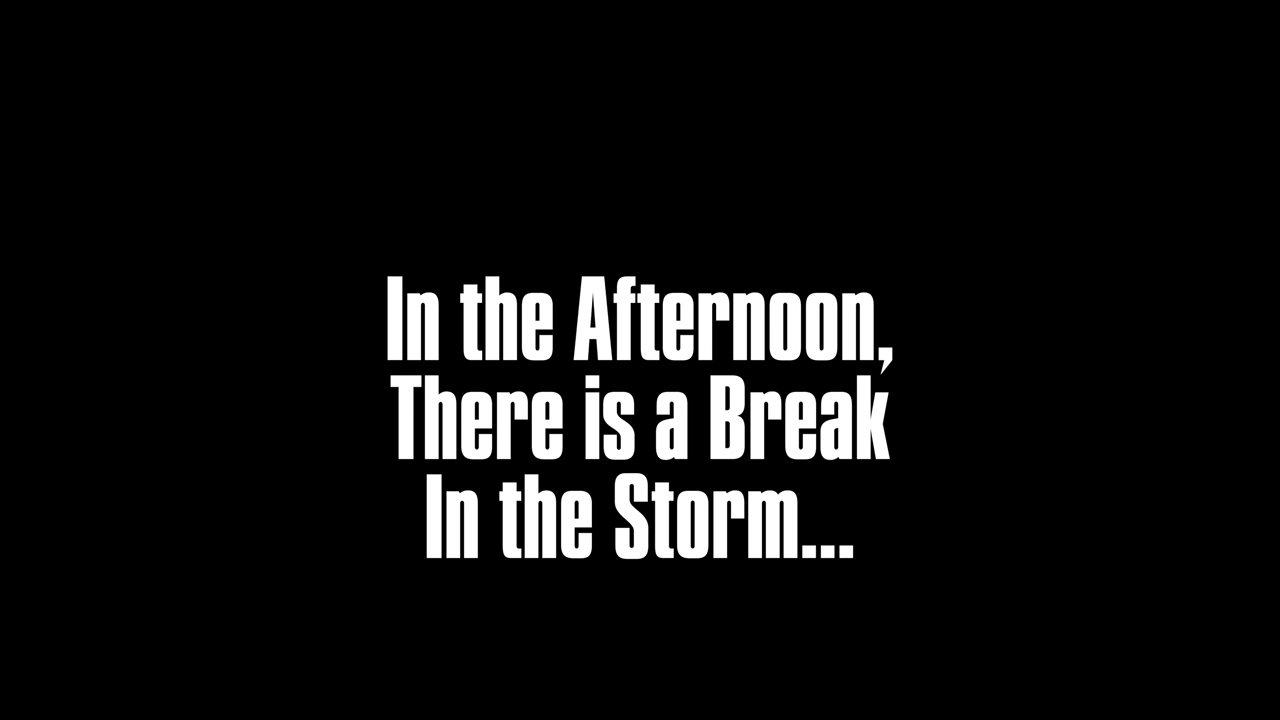 In the Afternoon,
There is a Break
In the Storm...